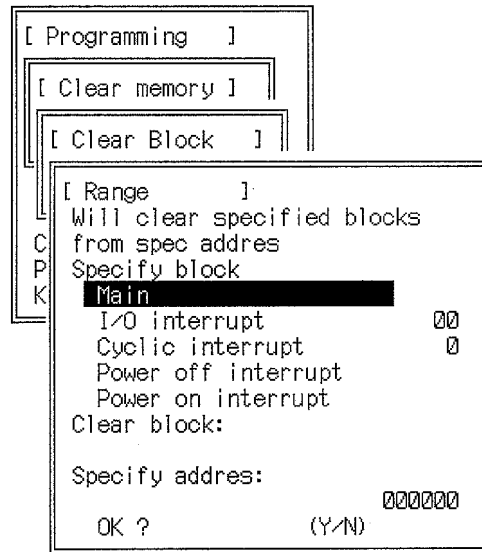 [ Programming ]
[ Clear memory ]
[ Clear Block ]
[ Range ]
Will clear specified blocks
C from spec addres
P Specify block
K Main
I/O interrupt 00
Cyclic interrupt 0
Power off interrupt
Power on interrupt
Clear block:
Specify addres:
000000
OK ? (Y/N)